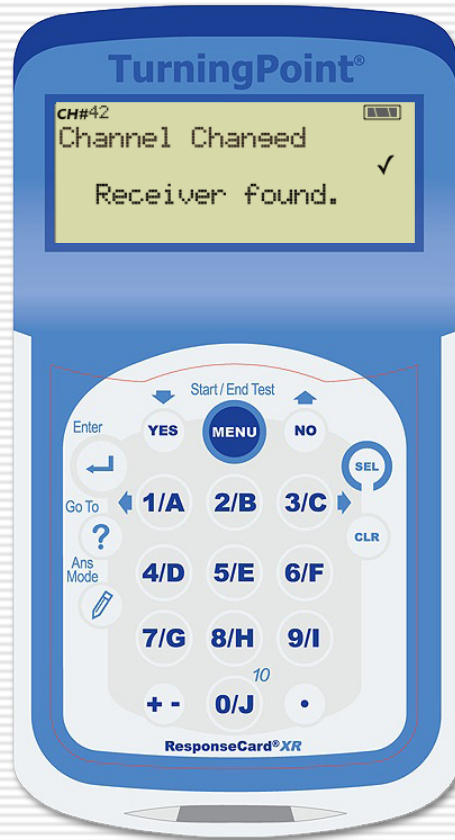 TurningPoint®
CH#42
Channel Changed
✓
Receiver found.
Start / End Test
Enter
YES
MENU
NO
SEL
Go To
1/A
2/B
3/C
?
CLR
Ans
Mode
4/D
5/E
6/F
7/G
8/H
9/I
10
+ -
0/J
•
ResponseCard®XR